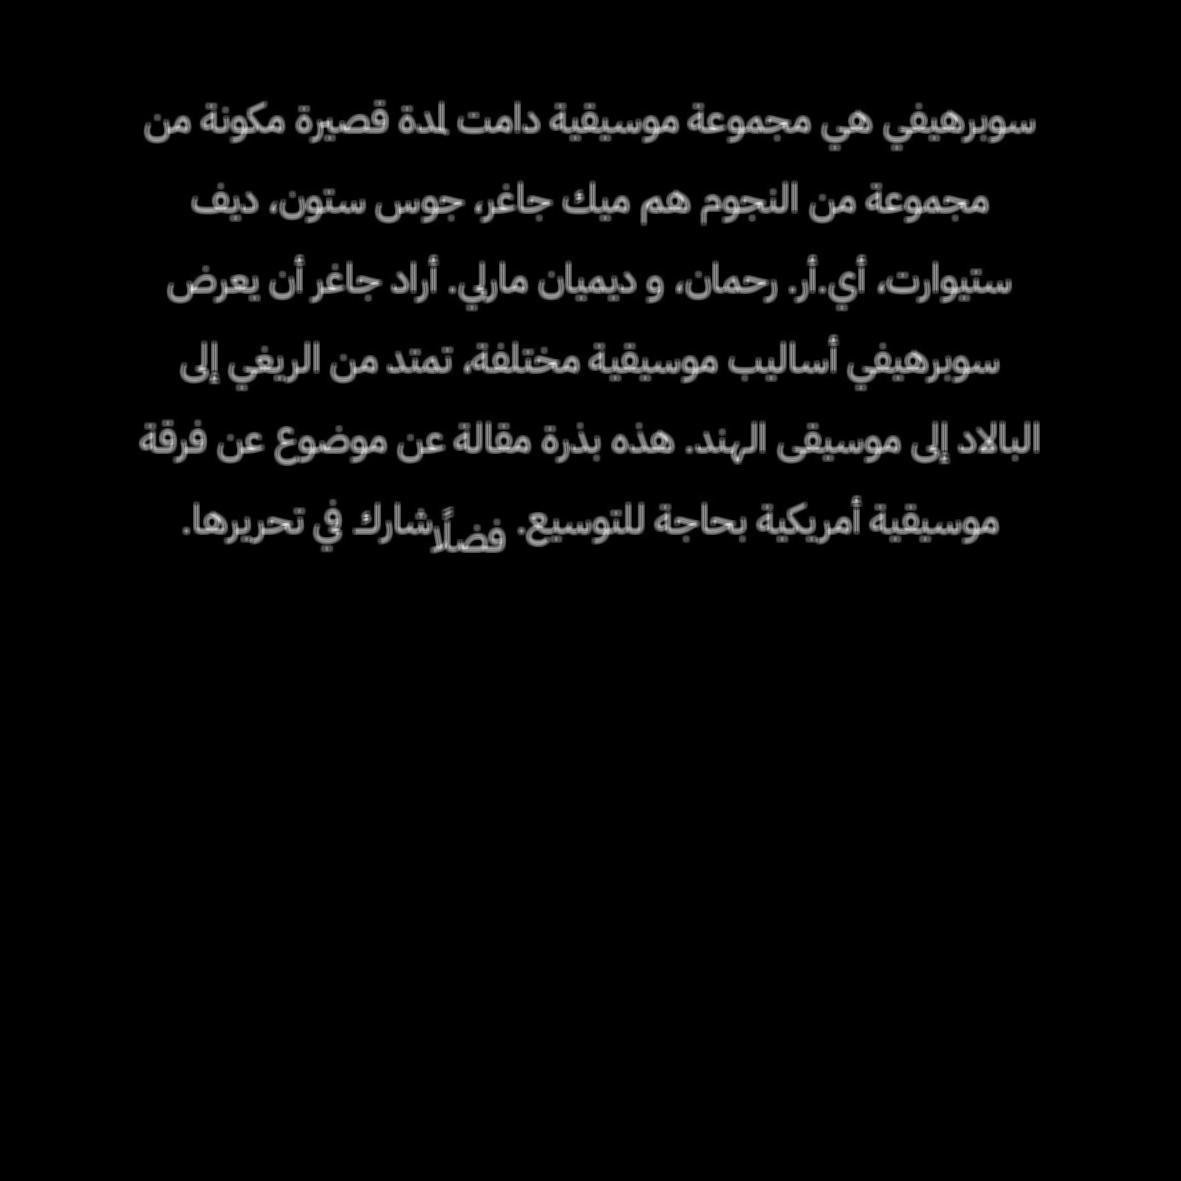 سوبرهيفي هي مجموعة موسيقية دامت لمدة قصيرة مكونة من
مجموعة من النجوم هم ميك جاغر، جوس ستون، ديف
ستيوارت، أي.أر. رحمان، و ديميان مارلي. أراد جاغر أن يعرض
سوبرهيفي أساليب موسيقية مختلفة، تمتد من الريغي إلى
البالاد إلى موسيقى الهند. هذه بذرة مقالة عن موضوع عن فرقة
موسيقية أمريكية بحاجة للتوسيع. فضلًا شارك في تحريرها.